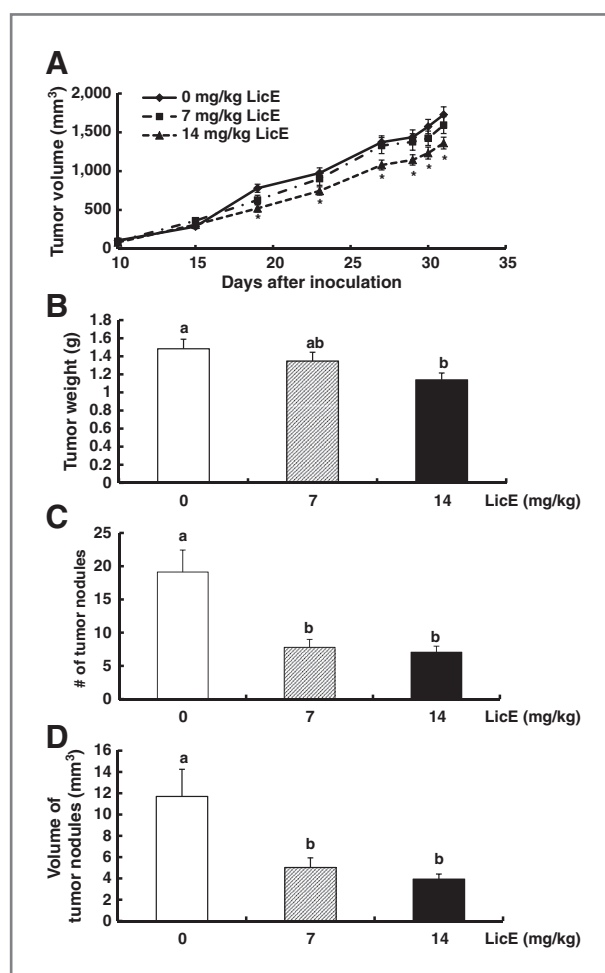 A
Tumor volume (mm³)
2,000
1,500
1,000
500
0
0 mg/kg LicE
7 mg/kg LicE
14 mg/kg LicE
* * * * * *
10 15 20 25 30 35
Days after inoculation
B
Tumor weight (g)
1.8
1.6
1.4
1.2
1
0.8
0.6
0.4
0.2
0
a ab b
0 7 14 LicE (mg/kg)
C
# of tumor nodules
25
20
15
10
5
0
a b b
0 7 14 LicE (mg/kg)
D
Volume of
tumor nodules (mm³)
16
14
12
10
8
6
4
2
0
a b b
0 7 14 LicE (mg/kg)